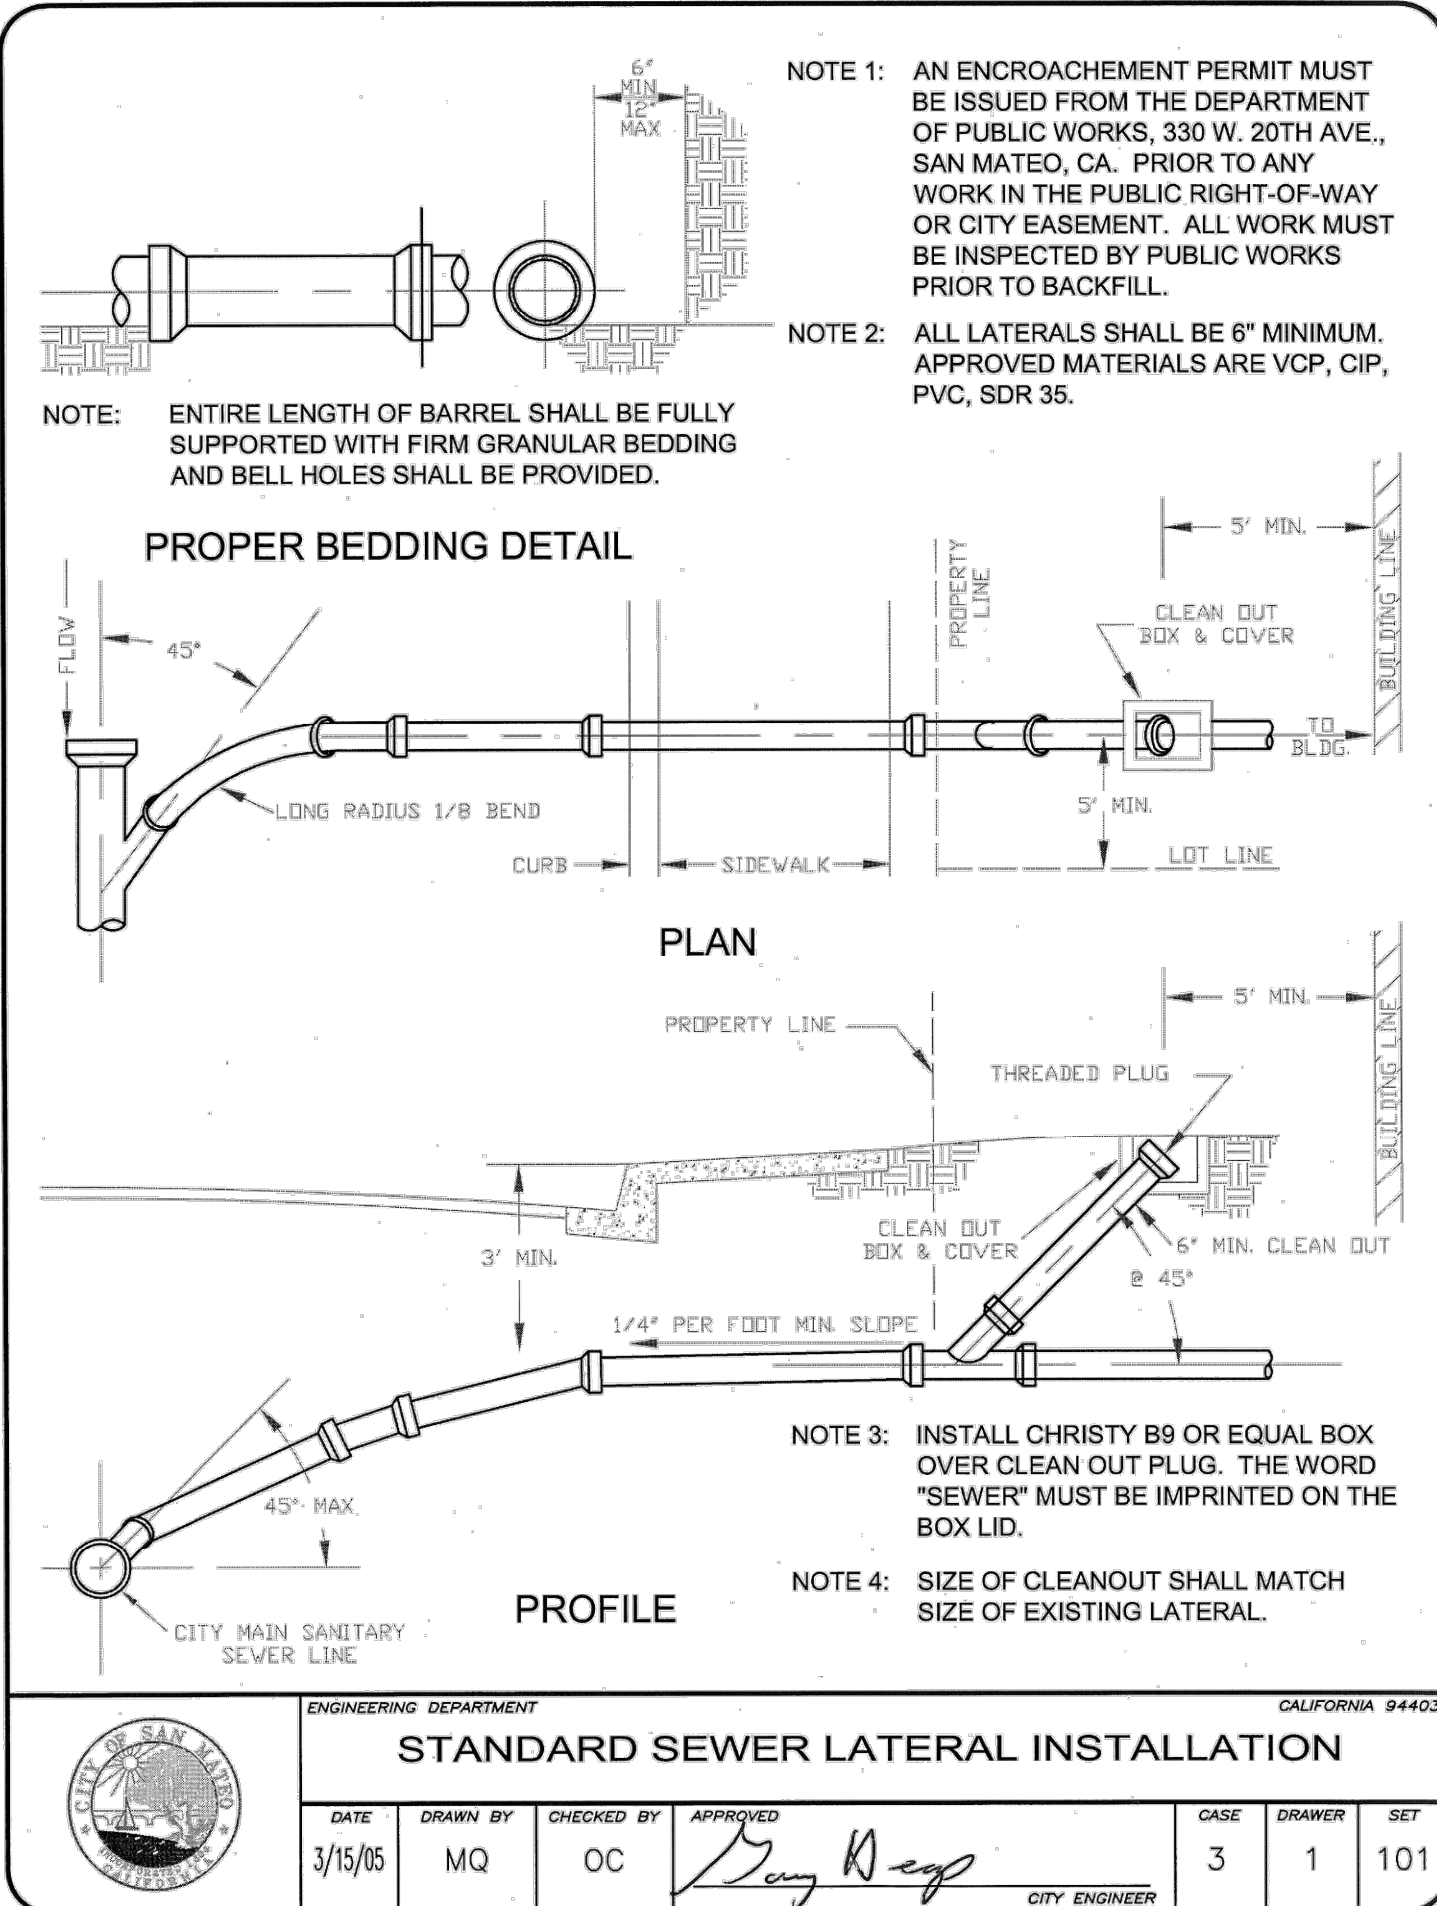 6" MIN
12" MAX
NOTE 1: AN ENCROACHEMENT PERMIT MUST
BE ISSUED FROM THE DEPARTMENT
OF PUBLIC WORKS, 330 W. 20TH AVE.,
SAN MATEO, CA. PRIOR TO ANY
WORK IN THE PUBLIC RIGHT-OF-WAY
OR CITY EASEMENT. ALL WORK MUST
BE INSPECTED BY PUBLIC WORKS
PRIOR TO BACKFILL.
NOTE 2: ALL LATERALS SHALL BE 6" MINIMUM.
APPROVED MATERIALS ARE VCP, CIP,
PVC, SDR 35.
NOTE: ENTIRE LENGTH OF BARREL SHALL BE FULLY
SUPPORTED WITH FIRM GRANULAR BEDDING
AND BELL HOLES SHALL BE PROVIDED.
PROPER BEDDING DETAIL
FLOW
45°
PROPERTY
LINE
5' MIN.
CLEAN OUT
BOX & COVER
BUILDING LINE
TO
BLDG.
LONG RADIUS 1/8 BEND
5' MIN.
CURB
SIDEWALK
LOT LINE
PLAN
5' MIN.
PROPERTY LINE
THREADED PLUG
BUILDING LINE
3' MIN.
CLEAN OUT
BOX & COVER
6" MIN. CLEAN OUT
@ 45°
1/4" PER FOOT MIN. SLOPE
45° MAX.
NOTE 3: INSTALL CHRISTY B9 OR EQUAL BOX
OVER CLEAN OUT PLUG. THE WORD
"SEWER" MUST BE IMPRINTED ON THE
BOX LID.
NOTE 4: SIZE OF CLEANOUT SHALL MATCH
SIZE OF EXISTING LATERAL.
PROFILE
CITY MAIN SANITARY
SEWER LINE
CITY OF SAN MATEO
CALIFORNIA
ENGINEERING DEPARTMENT
CALIFORNIA 94403
STANDARD SEWER LATERAL INSTALLATION
DATE
3/15/05
DRAWN BY
MQ
CHECKED BY
OC
APPROVED
CITY ENGINEER
CASE
3
DRAWER
1
SET
101